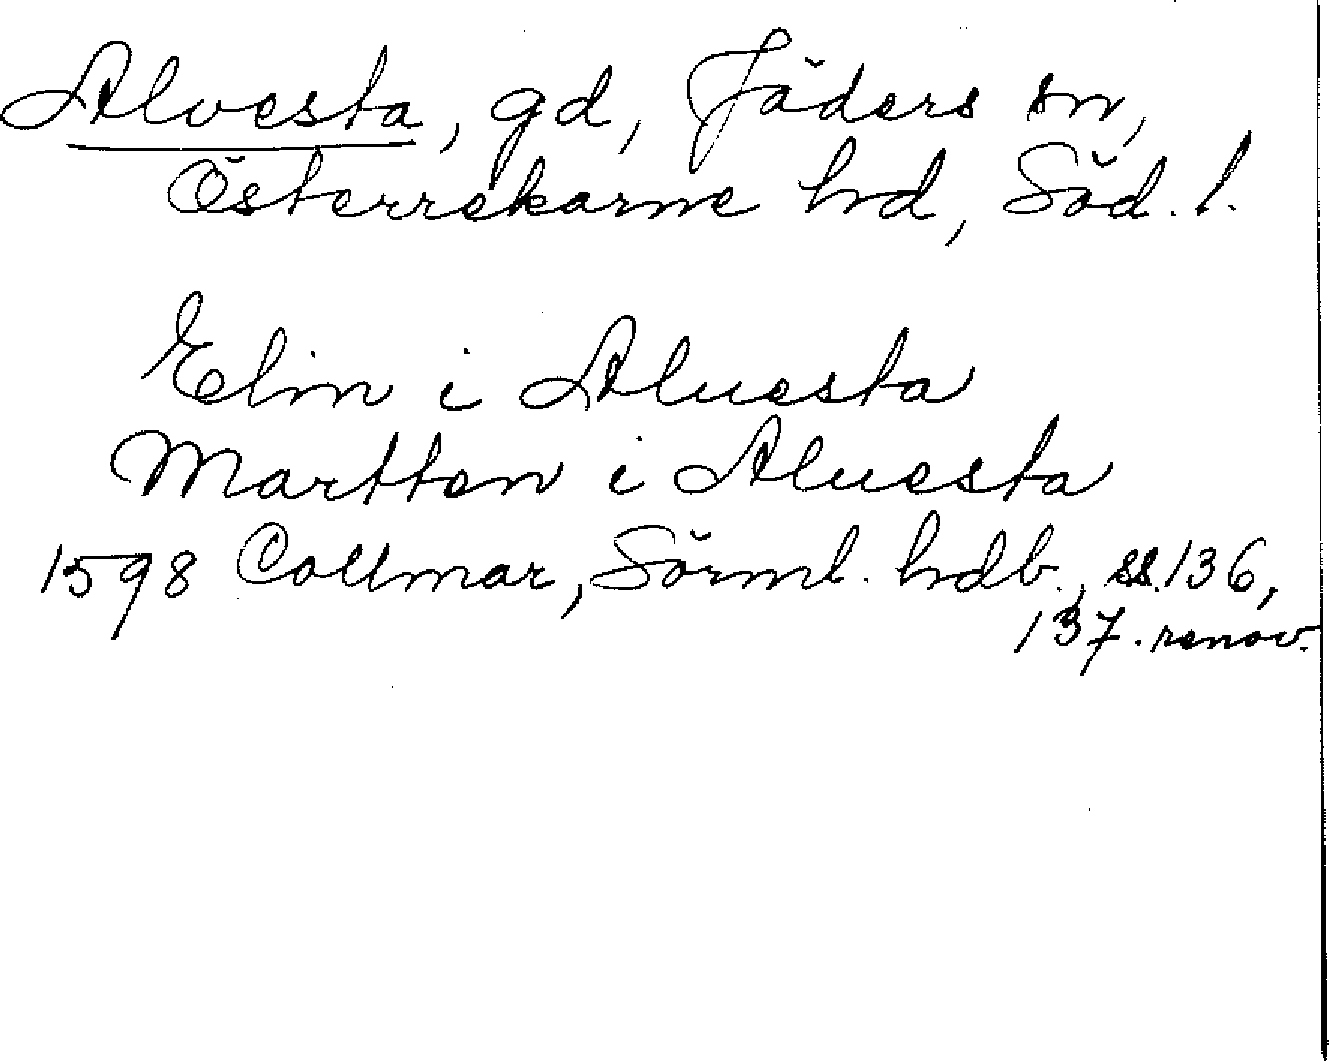 Alvesta, gd, Jäders sn,
Österrekarne hd, Söd. l.
Elin i Aluesta
Martten i Aluesta
1598 Collmar, Sörml. hdb., ss. 136,
137. renov.